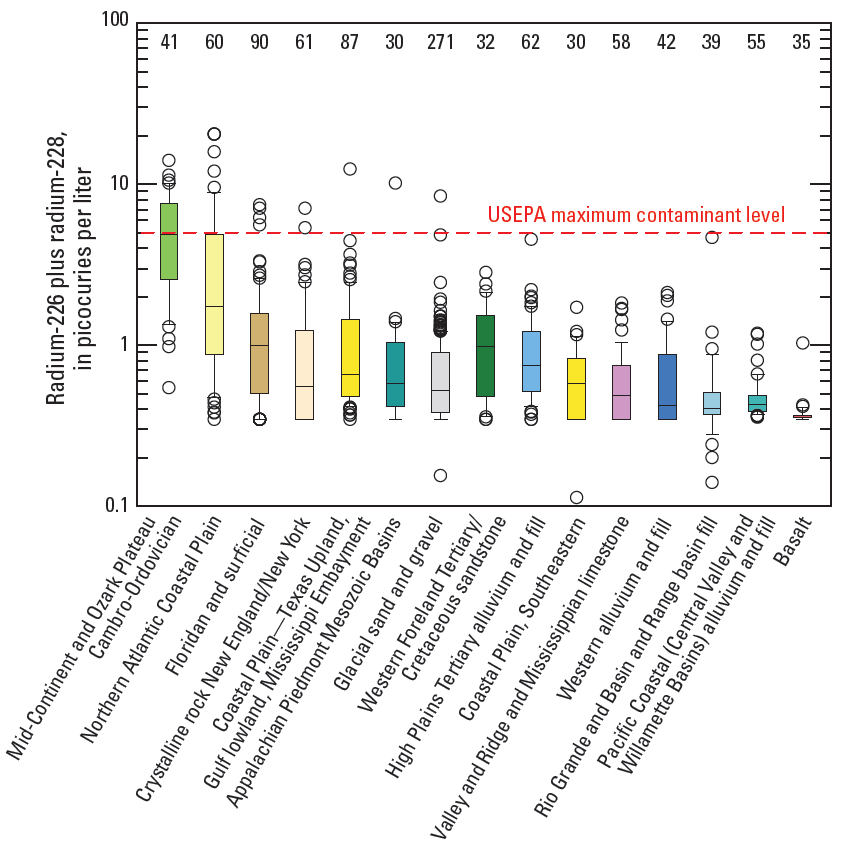 100
41 60 90 61 87 30 271 32 62 30 58 42 39 55 35
Radium-226 plus radium-228,
in picocuries per liter
10
USEPA maximum contaminant level
1
0.1
Mid-Continent and Ozark Plateau
Cambro-Ordovician
Northern Atlantic Coastal Plain
Floridan and surficial
Crystalline rock New England/New York
Coastal Plain—Texas Upland,
Gulf lowland, Mississippi Embayment
Appalachian Piedmont Mesozoic Basins
Glacial sand and gravel
Western Foreland Tertiary/
Cretaceous sandstone
High Plains Tertiary alluvium and fill
Coastal Plain, Southeastern
Valley and Ridge and Mississippian limestone
Western alluvium and fill
Rio Grande and Basin and Range basin fill
Pacific Coastal (Central Valley and
Willamette Basins) alluvium and fill
Basalt